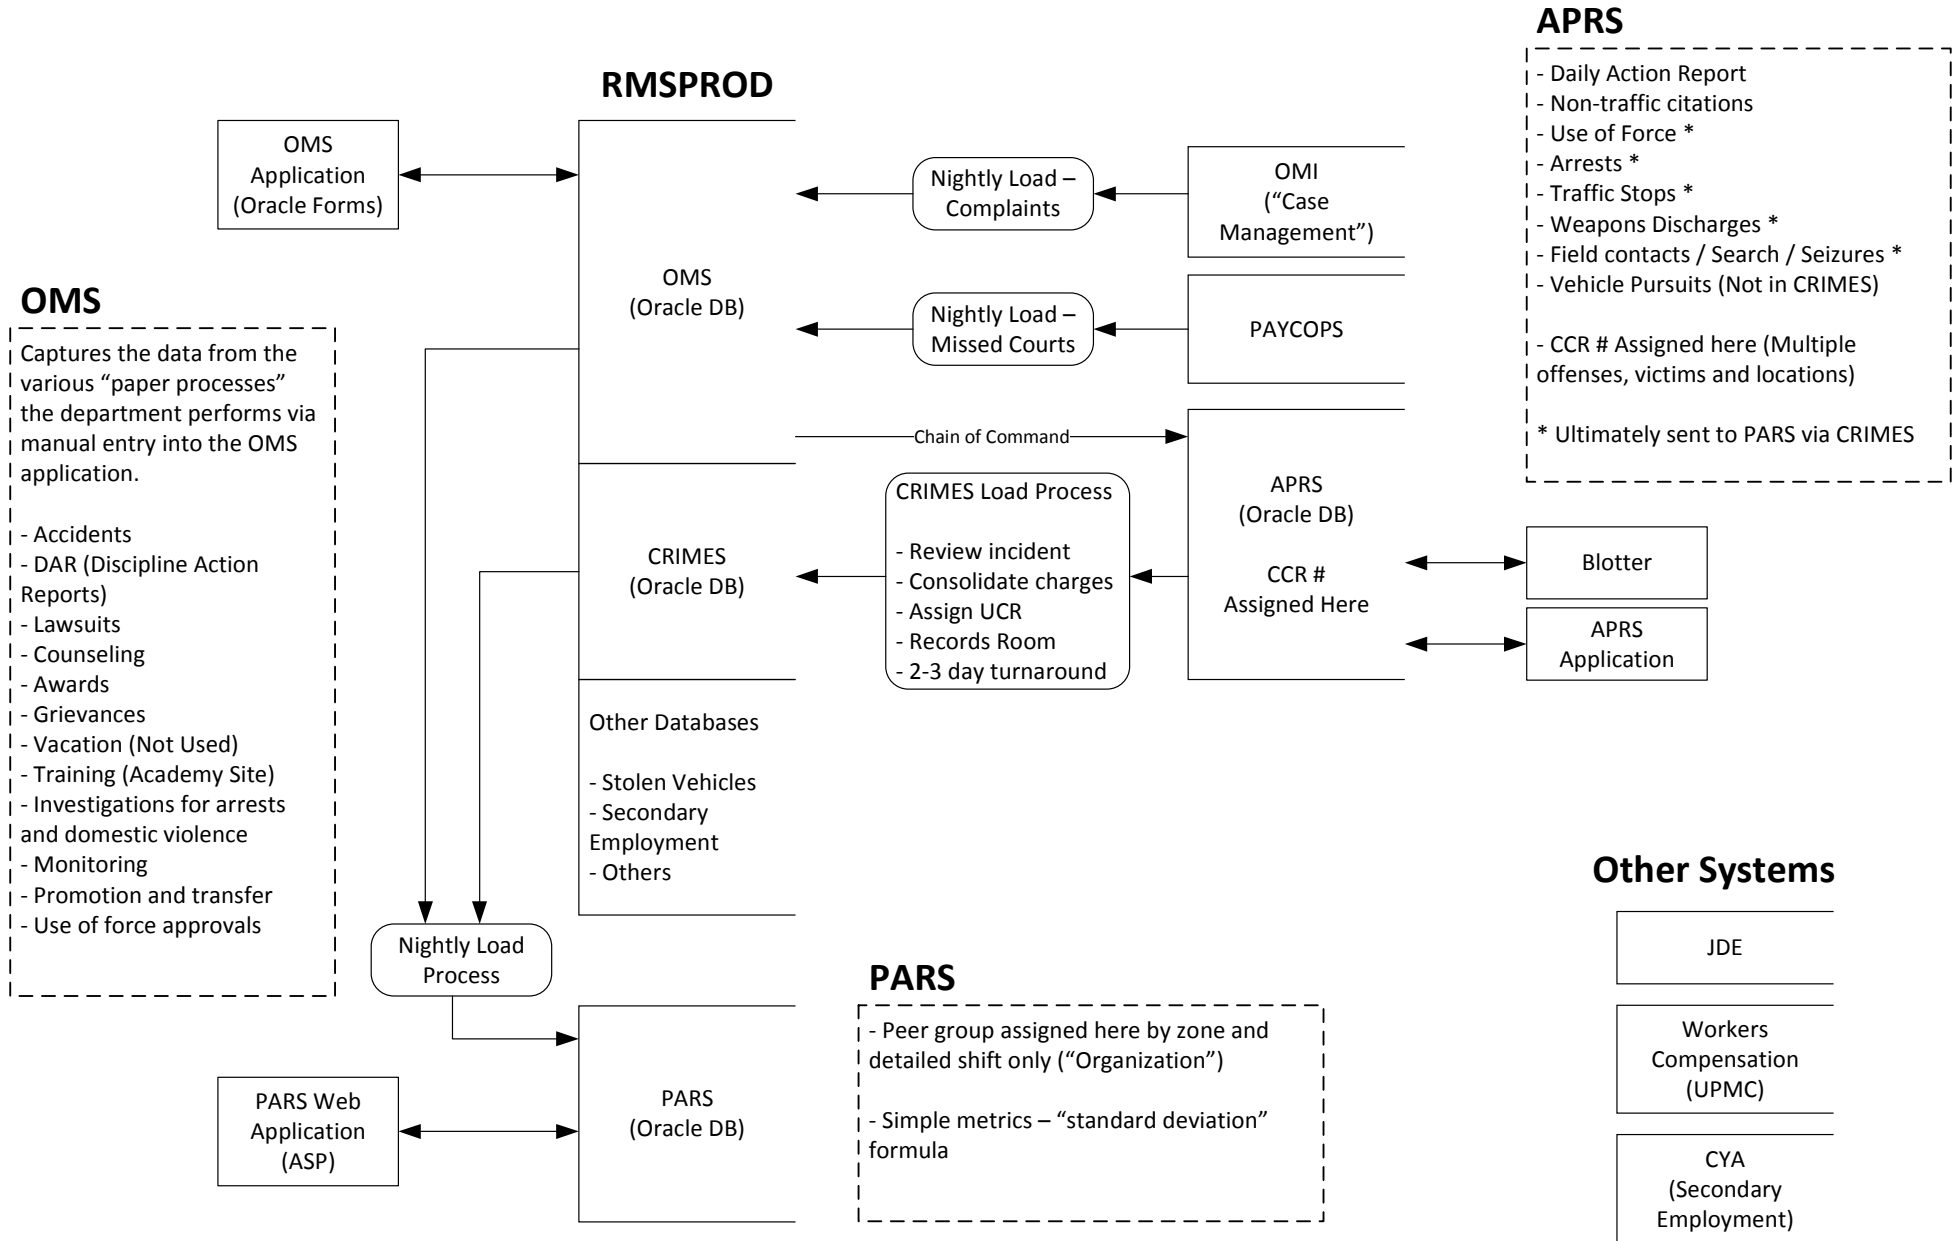 APRS
- Daily Action Report
- Non-traffic citations
- Use of Force *
- Arrests *
- Traffic Stops *
- Weapons Discharges *
- Field contacts / Search / Seizures *
- Vehicle Pursuits (Not in CRIMES)
- CCR # Assigned here (Multiple
offenses, victims and locations)
* Ultimately sent to PARS via CRIMES
RMSPROD
OMS
Application
(Oracle Forms)
OMS
(Oracle DB)
Nightly Load –
Complaints
OMI
(“Case
Management”)
Nightly Load –
Missed Courts
PAYCOPS
Chain of Command
OMS
Captures the data from the
various “paper processes”
the department performs via
manual entry into the OMS
application.
- Accidents
- DAR (Discipline Action
Reports)
- Lawsuits
- Counseling
- Awards
- Grievances
- Vacation (Not Used)
- Training (Academy Site)
- Investigations for arrests
and domestic violence
- Monitoring
- Promotion and transfer
- Use of force approvals
CRIMES
(Oracle DB)
CRIMES Load Process
- Review incident
- Consolidate charges
- Assign UCR
- Records Room
- 2-3 day turnaround
APRS
(Oracle DB)
CCR #
Assigned Here
Blotter
APRS
Application
Other Databases
- Stolen Vehicles
- Secondary
Employment
- Others
Nightly Load
Process
PARS Web
Application
(ASP)
PARS
(Oracle DB)
PARS
- Peer group assigned here by zone and
detailed shift only (“Organization”)
- Simple metrics – “standard deviation”
formula
Other Systems
JDE
Workers
Compensation
(UPMC)
CYA
(Secondary
Employment)